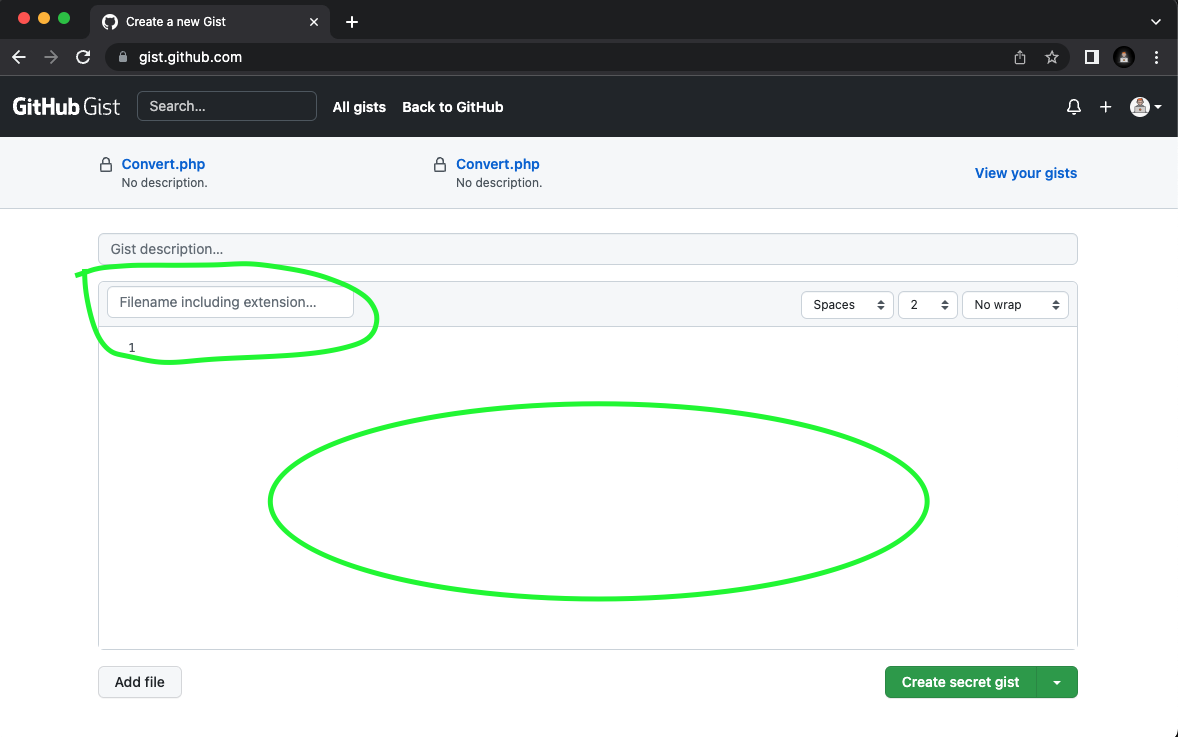 Create a new Gist
gist.github.com
GitHub Gist Search... All gists Back to GitHub
Convert.php Convert.php
No description. No description.
View your gists
Gist description...
Filename including extension... Spaces 2 No wrap
1
Add file Create secret gist